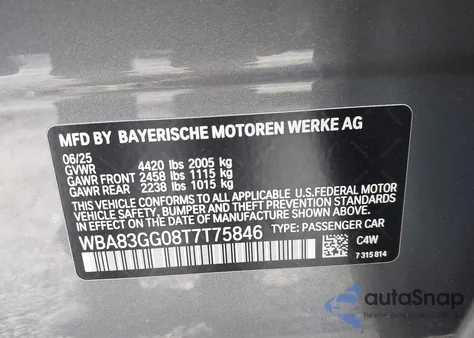 MFD BY BAYERISCHE MOTOREN WERKE AG
06/25
GVWR 4420 lbs 2005 kg
GAWR FRONT 2458 lbs 1115 kg
GAWR REAR 2238 lbs 1015 kg
THIS VEHICLE CONFORMS TO ALL APPLICABLE U.S.FEDERAL MOTOR
VEHICLE SAFETY, BUMPER, AND THEFT PREVENTION STANDARDS
IN EFFECT ON THE DATE OF MANUFACTURE SHOWN ABOVE.
WBA83GG08T7T75846 TYPE: PASSENGER CAR
C4W
7 315 814
autoSnap